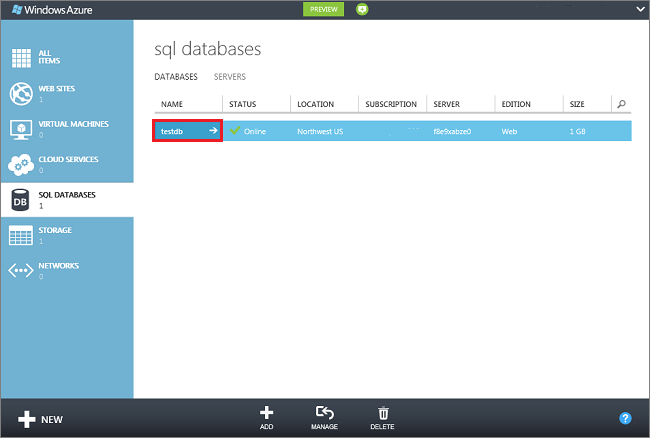 Windows Azure
PREVIEW
ALL
ITEMS
WEB SITES
1
VIRTUAL MACHINES
0
CLOUD SERVICES
0
DB
SQL DATABASES
1
STORAGE
1
NETWORKS
0
sql databases
DATABASES SERVERS
NAME STATUS LOCATION SUBSCRIPTION SERVER EDITION SIZE
testdb Online Northwest US f8e9xabze0 Web 1 GB
NEW
ADD
MANAGE
DELETE
?